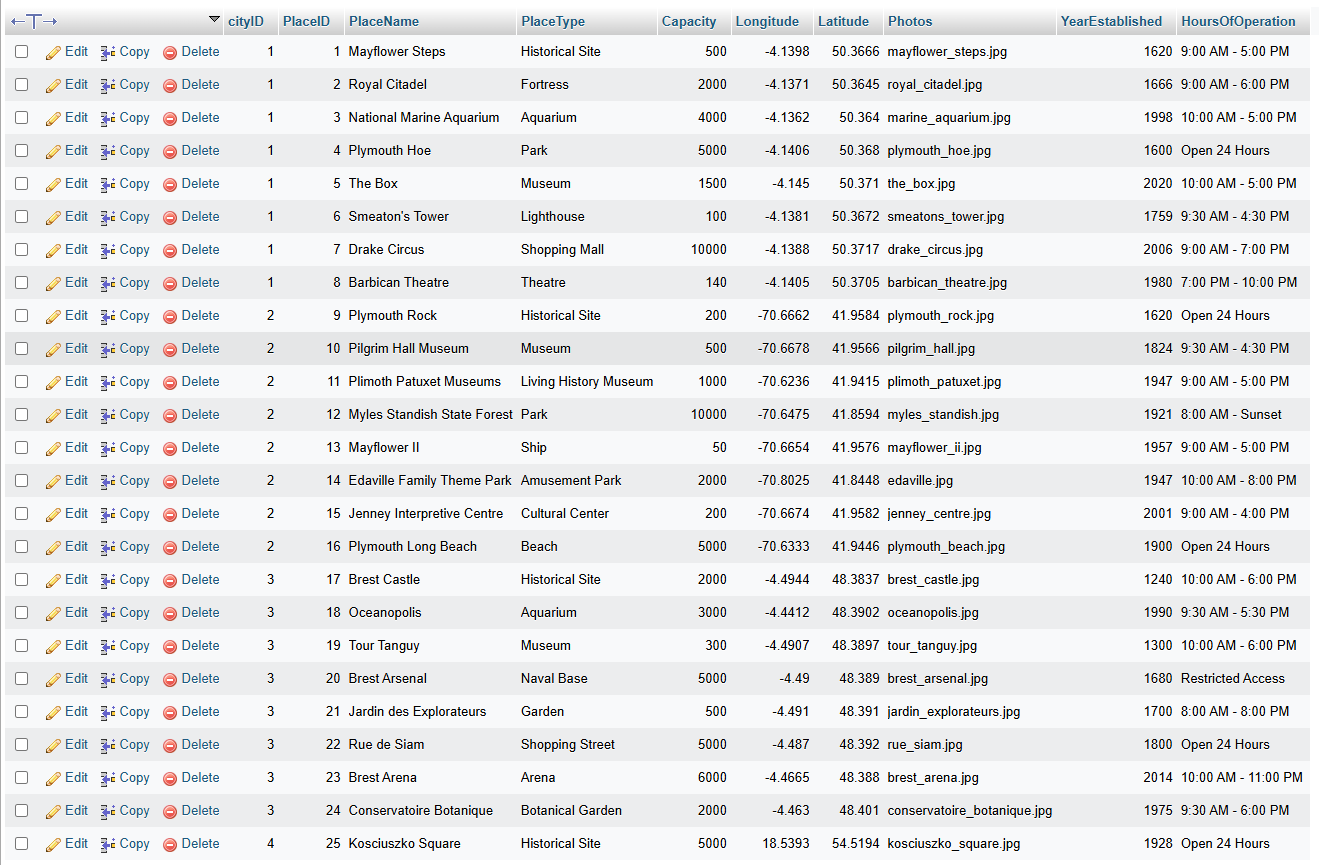 cityID PlaceID PlaceName PlaceType Capacity Longitude Latitude Photos YearEstablished HoursOfOperation
Edit Copy Delete 1 1 Mayflower Steps Historical Site 500 -4.1398 50.3666 mayflower_steps.jpg 1620 9:00 AM - 5:00 PM
Edit Copy Delete 1 2 Royal Citadel Fortress 2000 -4.1371 50.3645 royal_citadel.jpg 1666 9:00 AM - 6:00 PM
Edit Copy Delete 1 3 National Marine Aquarium Aquarium 4000 -4.1362 50.364 marine_aquarium.jpg 1998 10:00 AM - 5:00 PM
Edit Copy Delete 1 4 Plymouth Hoe Park 5000 -4.1406 50.368 plymouth_hoe.jpg 1600 Open 24 Hours
Edit Copy Delete 1 5 The Box Museum 1500 -4.145 50.371 the_box.jpg 2020 10:00 AM - 5:00 PM
Edit Copy Delete 1 6 Smeaton's Tower Lighthouse 100 -4.1381 50.3672 smeatons_tower.jpg 1759 9:30 AM - 4:30 PM
Edit Copy Delete 1 7 Drake Circus Shopping Mall 10000 -4.1388 50.3717 drake_circus.jpg 2006 9:00 AM - 7:00 PM
Edit Copy Delete 1 8 Barbican Theatre Theatre 140 -4.1405 50.3705 barbican_theatre.jpg 1980 7:00 PM - 10:00 PM
Edit Copy Delete 2 9 Plymouth Rock Historical Site 200 -70.6662 41.9584 plymouth_rock.jpg 1620 Open 24 Hours
Edit Copy Delete 2 10 Pilgrim Hall Museum Museum 500 -70.6678 41.9566 pilgrim_hall.jpg 1824 9:30 AM - 4:30 PM
Edit Copy Delete 2 11 Plimoth Patuxet Museums Living History Museum 1000 -70.6236 41.9415 plimoth_patuxet.jpg 1947 9:00 AM - 5:00 PM
Edit Copy Delete 2 12 Myles Standish State Forest Park 10000 -70.6475 41.8594 myles_standish.jpg 1921 8:00 AM - Sunset
Edit Copy Delete 2 13 Mayflower II Ship 50 -70.6654 41.9576 mayflower_ii.jpg 1957 9:00 AM - 5:00 PM
Edit Copy Delete 2 14 Edaville Family Theme Park Amusement Park 2000 -70.8025 41.8448 edaville.jpg 1947 10:00 AM - 8:00 PM
Edit Copy Delete 2 15 Jenney Interpretive Centre Cultural Center 200 -70.6674 41.9582 jenney_centre.jpg 2001 9:00 AM - 4:00 PM
Edit Copy Delete 2 16 Plymouth Long Beach Beach 5000 -70.6333 41.9446 plymouth_beach.jpg 1900 Open 24 Hours
Edit Copy Delete 3 17 Brest Castle Historical Site 2000 -4.4944 48.3837 brest_castle.jpg 1240 10:00 AM - 6:00 PM
Edit Copy Delete 3 18 Oceanopolis Aquarium 3000 -4.4412 48.3902 oceanopolis.jpg 1990 9:30 AM - 5:30 PM
Edit Copy Delete 3 19 Tour Tanguy Museum 300 -4.4907 48.3897 tour_tanguy.jpg 1300 10:00 AM - 6:00 PM
Edit Copy Delete 3 20 Brest Arsenal Naval Base 5000 -4.49 48.389 brest_arsenal.jpg 1680 Restricted Access
Edit Copy Delete 3 21 Jardin des Explorateurs Garden 500 -4.491 48.391 jardin_explorateurs.jpg 1700 8:00 AM - 8:00 PM
Edit Copy Delete 3 22 Rue de Siam Shopping Street 5000 -4.487 48.392 rue_siam.jpg 1800 Open 24 Hours
Edit Copy Delete 3 23 Brest Arena Arena 6000 -4.4665 48.388 brest_arena.jpg 2014 10:00 AM - 11:00 PM
Edit Copy Delete 3 24 Conservatoire Botanique Botanical Garden 2000 -4.463 48.401 conservatoire_botanique.jpg 1975 9:30 AM - 6:00 PM
Edit Copy Delete 4 25 Kosciuszko Square Historical Site 5000 18.5393 54.5194 kosciuszko_square.jpg 1928 Open 24 Hours